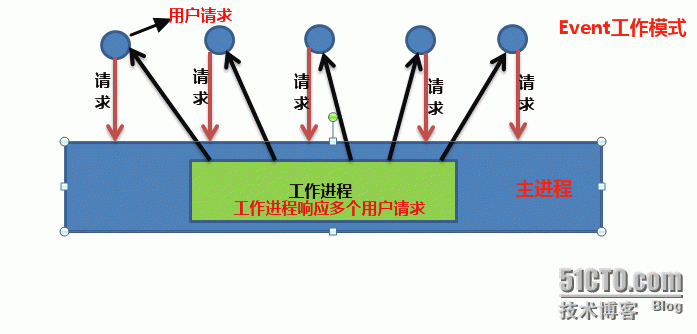 用户请求
Event工作模式
请求
请求
请求
请求
请求
工作进程
工作进程响应多个用户请求
主进程
51CTO.com
技术博客 Blog